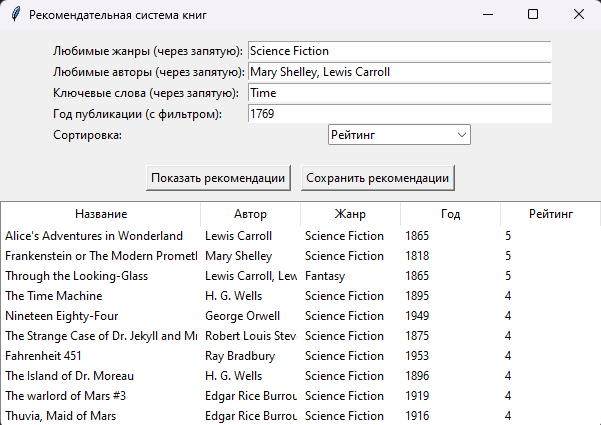 Рекомендательная система книг
Любимые жанры (через запятую): Science Fiction
Любимые авторы (через запятую): Mary Shelley, Lewis Carroll
Ключевые слова (через запятую): Time
Год публикации (с фильтром): 1769
Сортировка: Рейтинг
Показать рекомендации Сохранить рекомендации
Название Автор Жанр Год Рейтинг
Alice's Adventures in Wonderland Lewis Carroll Science Fiction 1865 5
Frankenstein or The Modern Prometl Mary Shelley Science Fiction 1818 5
Through the Looking-Glass Lewis Carroll, Lew Fantasy 1865 5
The Time Machine H. G. Wells Science Fiction 1895 4
Nineteen Eighty-Four George Orwell Science Fiction 1949 4
The Strange Case of Dr. Jekyll and Mr Robert Louis Stev Science Fiction 1875 4
Fahrenheit 451 Ray Bradbury Science Fiction 1953 4
The Island of Dr. Moreau H. G. Wells Science Fiction 1896 4
The warlord of Mars #3 Edgar Rice Burrou Science Fiction 1919 4
Thuvia, Maid of Mars Edgar Rice Burrou Science Fiction 1916 4